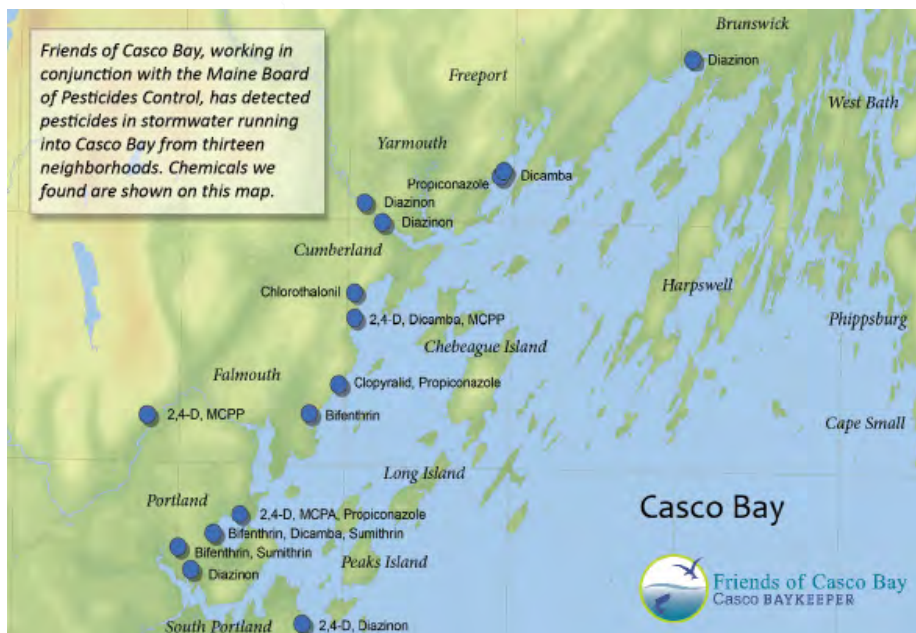 Friends of Casco Bay, working in
conjunction with the Maine Board
of Pesticides Control, has detected
pesticides in stormwater running
into Casco Bay from thirteen
neighborhoods. Chemicals we
found are shown on this map.
Brunswick
Diazinon
Freeport
West Bath
Yarmouth
Propiconazole
Dicamba
Diazinon
Diazinon
Cumberland
Harpswell
Chlorothalonil
2,4-D, Dicamba, MCPP
Phippsburg
Chebeague Island
Falmouth
Clopyralid, Propiconazole
2,4-D, MCPP
Bifenthrin
Cape Small
Long Island
Portland
Casco Bay
2,4-D, MCPA, Propiconazole
Bifenthrin, Dicamba, Sumithrin
Bifenthrin, Sumithrin
Peaks Island
Diazinon
Friends of Casco Bay
Casco BAYKEEPER
South Portland
2,4-D, Diazinon